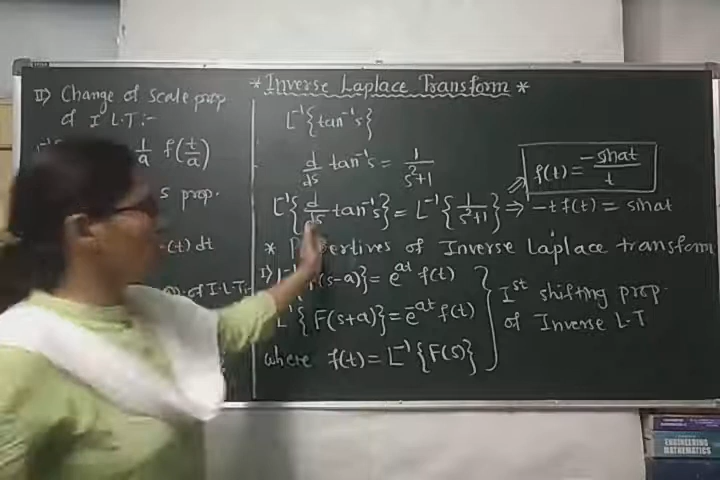 * Inverse Laplace Transform *
II) Change of scale prop
of I L.T:-
1/a f(t/a)
prop.
(t) dt
of I.L.T:-
L⁻¹{tan⁻¹s}
d/ds tan⁻¹s = 1/s²+1
L⁻¹{d/ds tan⁻¹s} = L⁻¹{1/s²+1} ⇒ -t f(t) = sinat
⇒ f(t) = -sinat/t
* Propertives of Inverse Laplace transform
I) L⁻¹{F(s-a)} = e^at f(t)
L⁻¹{F(s+a)} = e^-at f(t)
where f(t) = L⁻¹{F(s)}
Ist shifting prop.
of Inverse L.T
ENGINEERING
MATHEMATICS